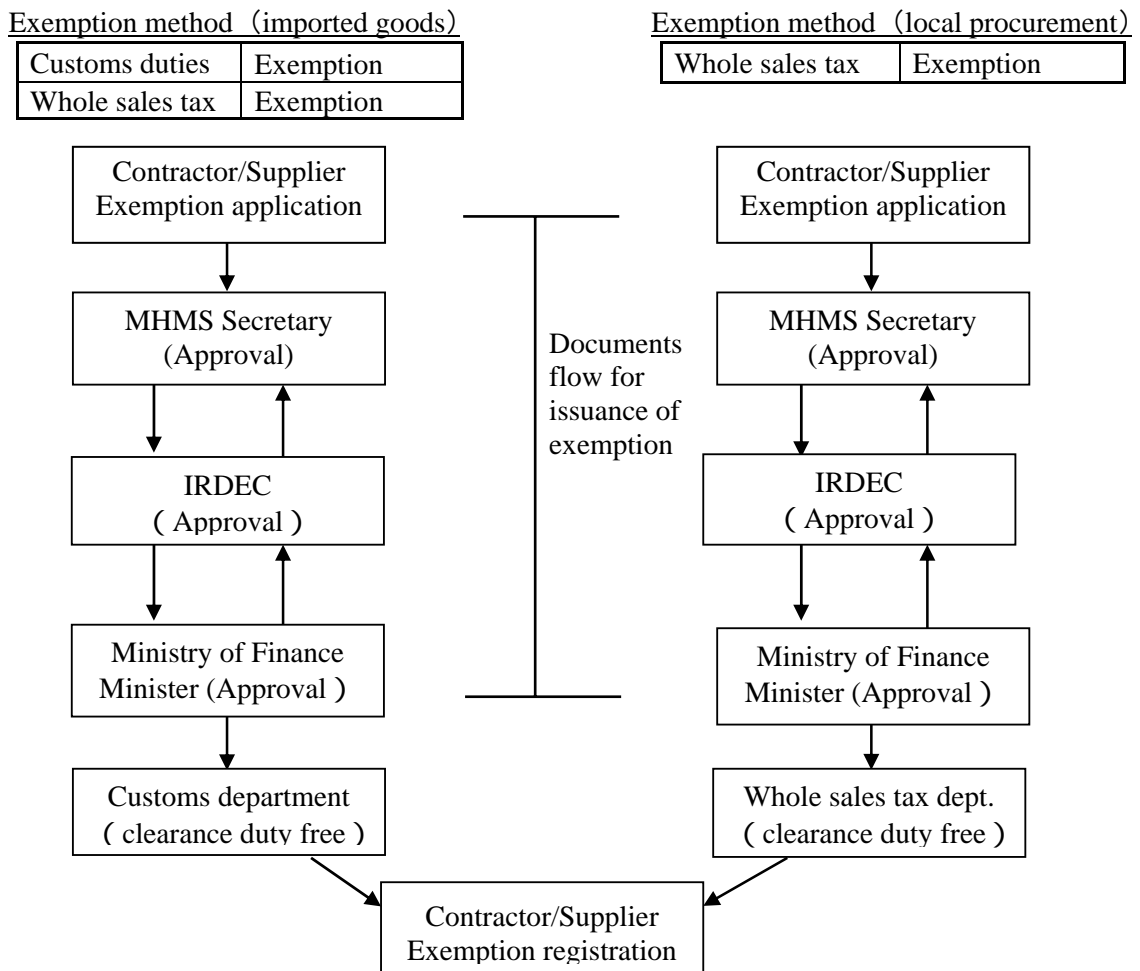 Exemption method（imported goods）
Customs duties Exemption
Whole sales tax Exemption
Contractor/Supplier
Exemption application
MHMS Secretary
(Approval)
IRDEC
（Approval）
Ministry of Finance
Minister (Approval）
Customs department
（clearance duty free）
Documents
flow for
issuance of
exemption
Exemption method（local procurement）
Whole sales tax Exemption
Contractor/Supplier
Exemption application
MHMS Secretary
(Approval)
IRDEC
（Approval）
Ministry of Finance
Minister (Approval）
Whole sales tax dept.
（clearance duty free）
Contractor/Supplier
Exemption registration